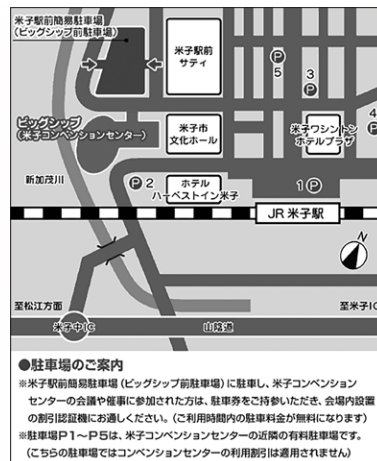 米子駅前簡易駐車場
(ビッグシップ前駐車場)
米子駅前
サティ
P
5
3
P
4
P
ビッグシップ
(米子コンベンションセンター)
米子市
文化ホール
米子ワシントン
ホテルプラザ
新加茂川
P 2
ホテル
ハーベストイン米子
1 P
JR 米子駅
N
至松江方面
至米子IC
米子中IC
山陰道
●駐車場のご案内
※米子駅前簡易駐車場(ビッグシップ前駐車場)に駐車し、米子コンベンション
センターの会議や催事に参加された方は、駐車券をご持参いただき、会場内設置
の割引認証機にお通しください。(ご利用時間内の駐車料金が無料になります)
※駐車場P1～P5は、米子コンベンションセンターの近隣の有料駐車場です。
(こちらの駐車場ではコンベンションセンターの利用割引は適用されません)